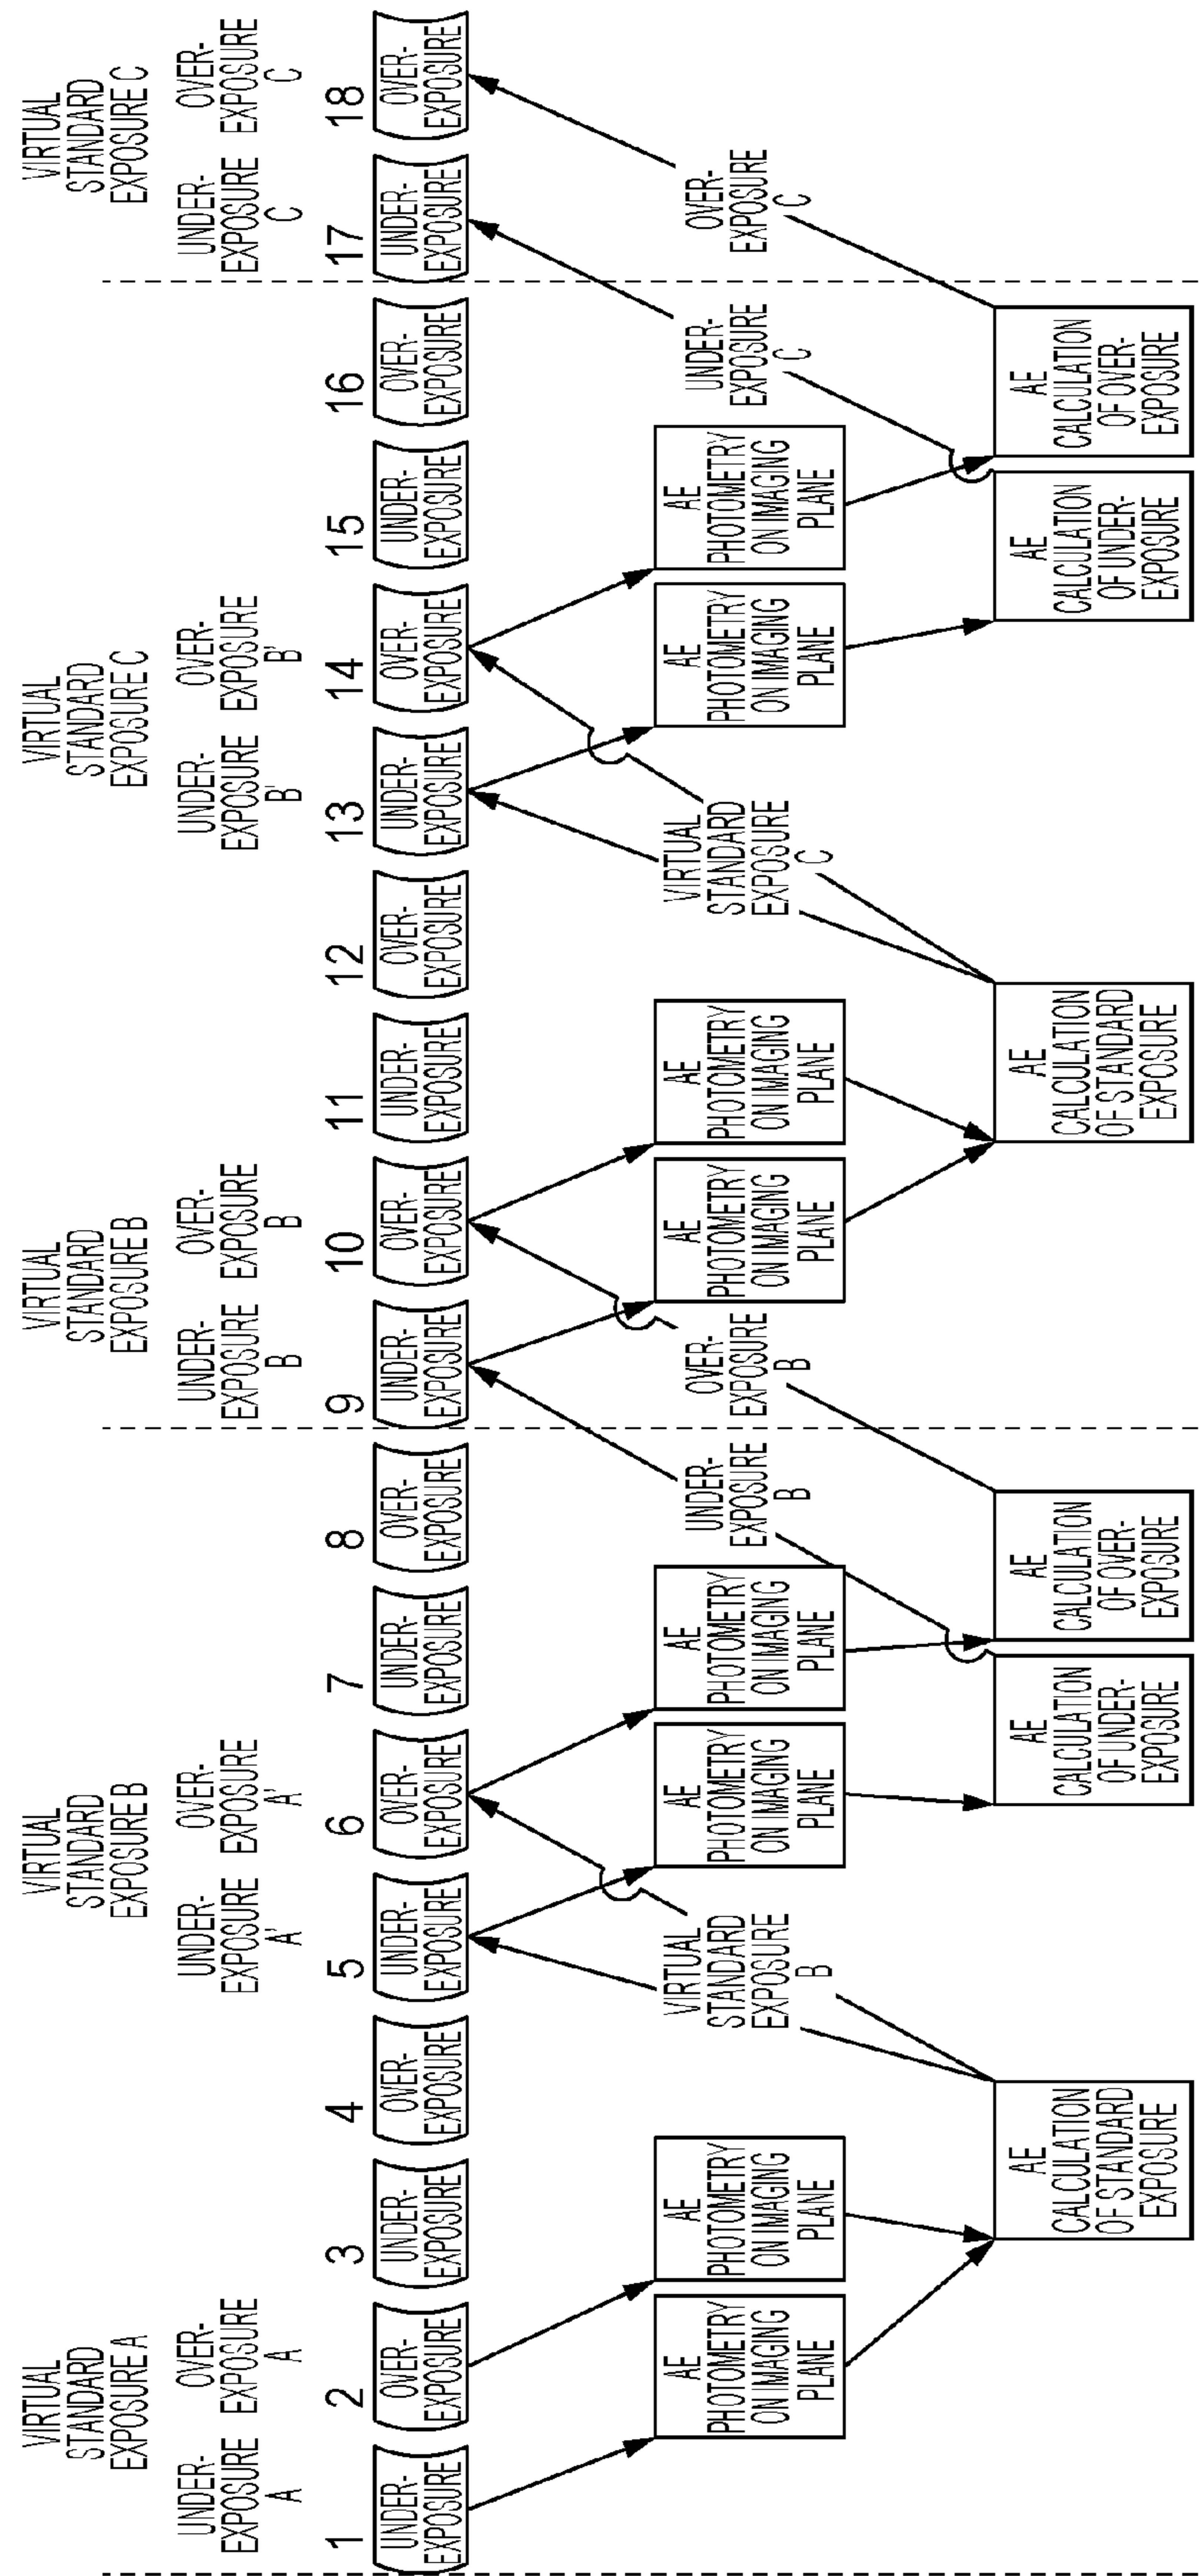 VIRTUAL
STANDARD
EXPOSURE A
VIRTUAL
STANDARD
EXPOSURE B
VIRTUAL
STANDARD
EXPOSURE B
VIRTUAL
STANDARD
EXPOSURE C
VIRTUAL
STANDARD
EXPOSURE C
UNDER-
EXPOSURE
A
OVER-
EXPOSURE
A
UNDER-
EXPOSURE
A'
OVER-
EXPOSURE
A'
UNDER-
EXPOSURE
B
OVER-
EXPOSURE
B
UNDER-
EXPOSURE
B'
OVER-
EXPOSURE
B'
UNDER-
EXPOSURE
C
OVER-
EXPOSURE
C
1
2
3
4
5
6
7
8
9
10
11
12
13
14
15
16
17
18
UNDER-
EXPOSURE
OVER-
EXPOSURE
UNDER-
EXPOSURE
OVER-
EXPOSURE
UNDER-
EXPOSURE
OVER-
EXPOSURE
UNDER-
EXPOSURE
OVER-
EXPOSURE
UNDER-
EXPOSURE
OVER-
EXPOSURE
UNDER-
EXPOSURE
OVER-
EXPOSURE
UNDER-
EXPOSURE
OVER-
EXPOSURE
UNDER-
EXPOSURE
OVER-
EXPOSURE
UNDER-
EXPOSURE
OVER-
EXPOSURE
AE
PHOTOMETRY
ON IMAGING
PLANE
AE
PHOTOMETRY
ON IMAGING
PLANE
VIRTUAL
STANDARD
EXPOSURE
B
AE
PHOTOMETRY
ON IMAGING
PLANE
AE
PHOTOMETRY
ON IMAGING
PLANE
UNDER-
EXPOSURE
B
OVER-
EXPOSURE
B
AE
PHOTOMETRY
ON IMAGING
PLANE
AE
PHOTOMETRY
ON IMAGING
PLANE
VIRTUAL
STANDARD
EXPOSURE
C
AE
PHOTOMETRY
ON IMAGING
PLANE
AE
PHOTOMETRY
ON IMAGING
PLANE
UNDER-
EXPOSURE
C
OVER-
EXPOSURE
C
AE
CALCULATION
OF STANDARD
EXPOSURE
AE
CALCULATION
OF UNDER-
EXPOSURE
AE
CALCULATION
OF OVER-
EXPOSURE
AE
CALCULATION
OF STANDARD
EXPOSURE
AE
CALCULATION
OF UNDER-
EXPOSURE
AE
CALCULATION
OF OVER-
EXPOSURE